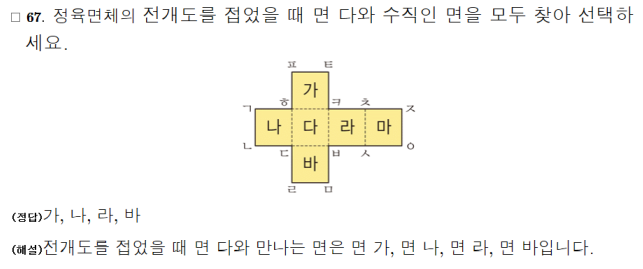 □ 67. 정육면체의 전개도를 접었을 때 면 다와 수직인 면을 모두 찾아 선택하
세요.
ㅍ ㅌ
가
ㄱ ㅎ ㅋ ㅊ ㅈ
나 다 라 마
ㄴ ㄷ ㅂ ㅅ ㅇ
바
ㄹ ㅁ
(정답)가, 나, 라, 바
(해설)전개도를 접었을 때 면 다와 만나는 면은 면 가, 면 나, 면 라, 면 바입니다.